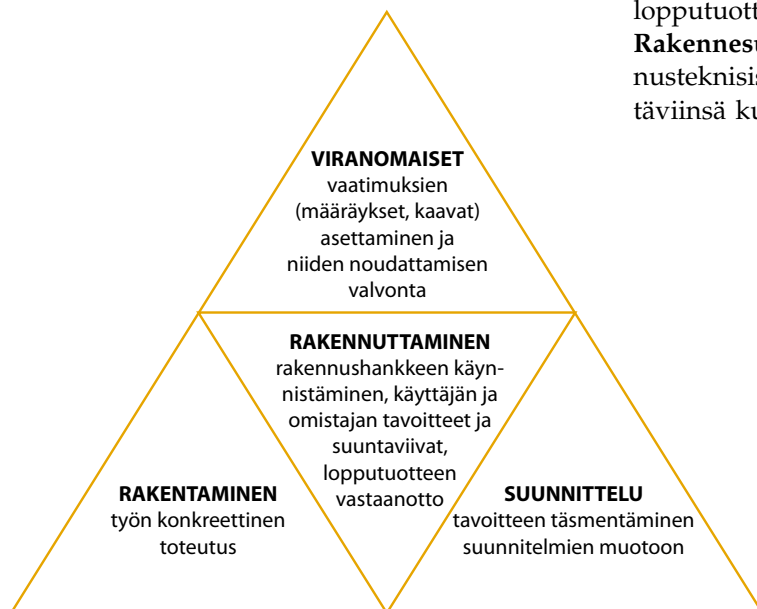 lopputuott
Rakennesu
nusteknisis
täviinsä ku
VIRANOMAISET
vaatimuksien
(määräykset, kaavat)
asettaminen ja
niiden noudattamisen
valvonta
RAKENNUTTAMINEN
rakennushankkeen käyn-
nistäminen, käyttäjän ja
omistajan tavoitteet ja
suuntaviivat,
lopputuotteen
vastaanotto
RAKENTAMINEN
työn konkreettinen
toteutus
SUUNNITTELU
tavoitteen täsmentäminen
suunnitelmien muotoon